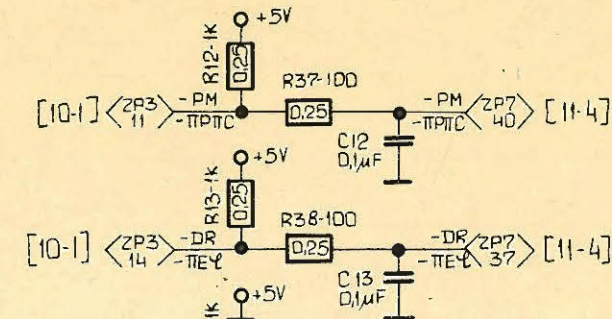 +5V
R12-1K
0,25
R37-100
[10-1] ZP3 11 -PM -ПРПС 0,25 -PM -ПРПС ZP7 40 [11-4]
C12
0,1µF
+5V
R13-1K
0,25
R38-100
[10-1] ZP3 14 -DR -ПЕЧ 0,25 -DR -ПЕЧ ZP7 37 [11-4]
C13
0,1µF
+5V
1K